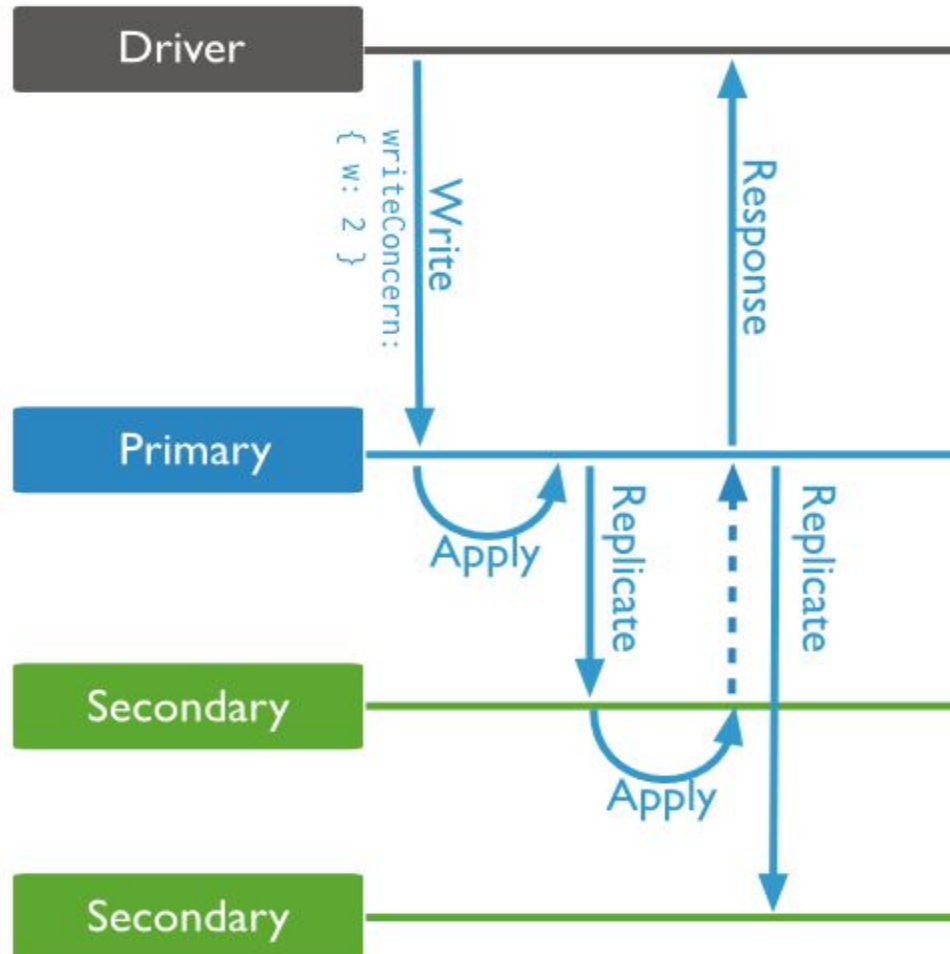 Driver
Write
writeConcern:
{ w: 2 }
Response
Primary
Apply
Replicate
Replicate
Secondary
Apply
Secondary